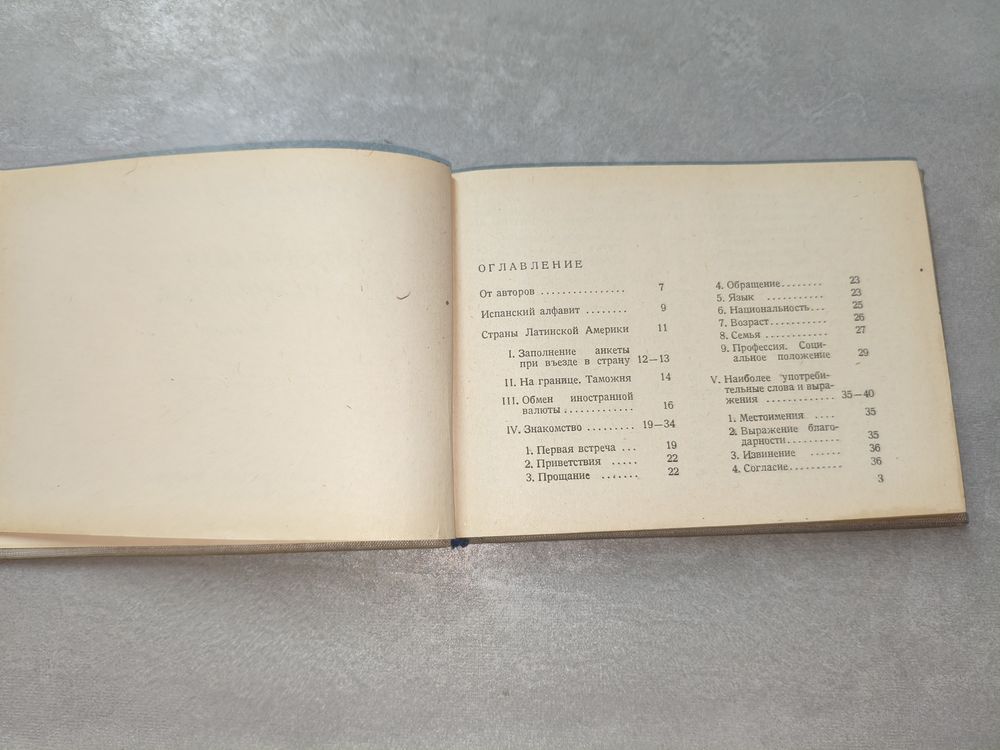 ОГЛАВЛЕНИЕ
От авторов ................ 7
Испанский алфавит ........ 9
Страны Латинской Америки 11
I. Заполнение анкеты
при въезде в страну 12—13
II. На границе. Таможня 14
III. Обмен иностранной
валюты ............. 16
IV. Знакомство ......... 19—34
1. Первая встреча ... 19
2. Приветствия ..... 22
3. Прощание ....... 22
4. Обращение........ 23
5. Язык ........... 23
6. Национальность... 25
7. Возраст........... 26
8. Семья ............ 27
9. Профессия. Соци-
альное положение 29
V. Наиболее употреби-
тельные слова и выра-
жения ............. 35—40
1. Местоимения .... 35
2. Выражение благо-
дарности.......... 35
3. Извинение ...... 36
4. Согласие.......... 36
3